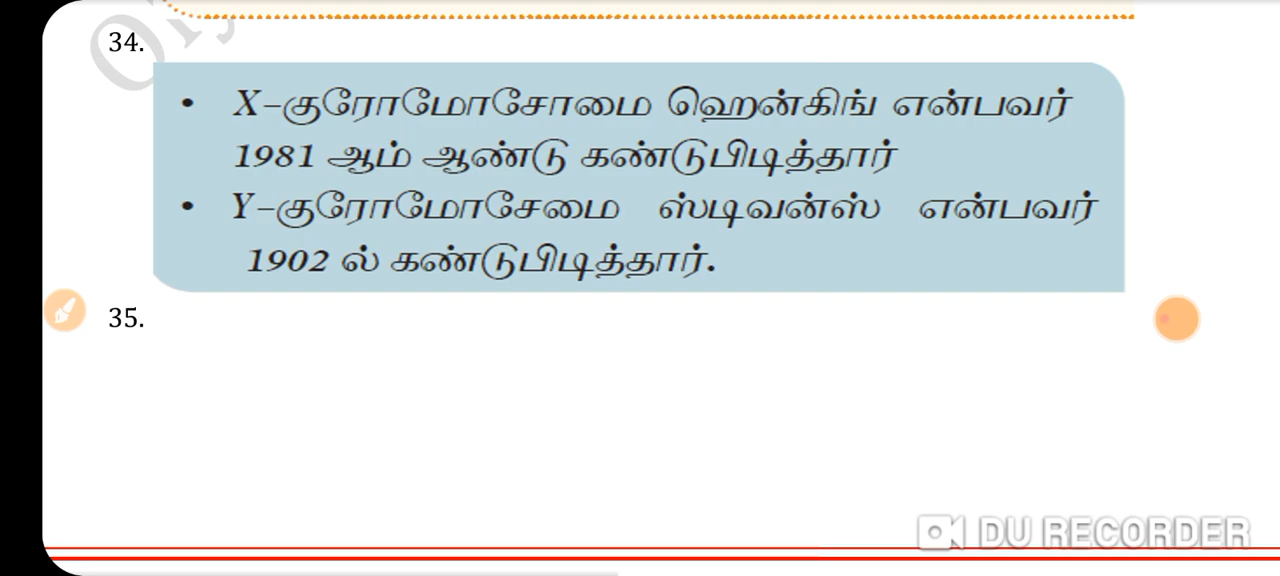 34.
• X–குரோமோசோமை ஹென்கிங் என்பவர்
1981 ஆம் ஆண்டு கண்டுபிடித்தார்
• Y–குரோமோசேமை ஸ்டிவன்ஸ் என்பவர்
1902 ல் கண்டுபிடித்தார்.
35.
DU RECORDER